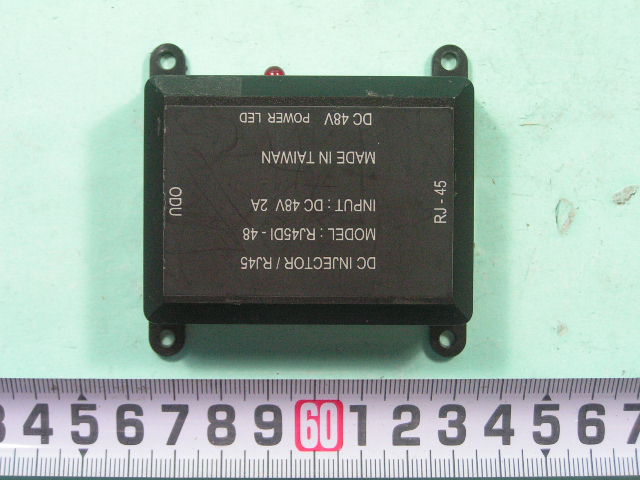 DC INJECTOR / RJ45
MODEL : RJ45DI - 48
INPUT : DC 48V 2A
MADE IN TAIWAN
DC 48V POWER LED
ODU
RJ - 45
3 4 5 6 7 8 9 60 1 2 3 4 5 6 7